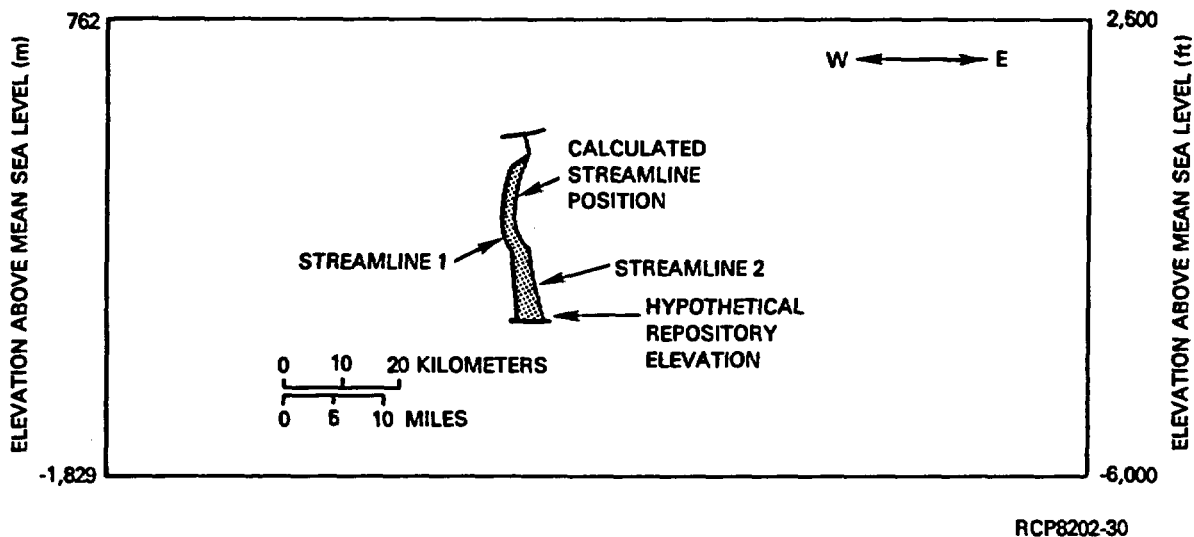 762
2,500
ELEVATION ABOVE MEAN SEA LEVEL (m)
ELEVATION ABOVE MEAN SEA LEVEL (ft)
W E
CALCULATED
STREAMLINE
POSITION
STREAMLINE 1
STREAMLINE 2
HYPOTHETICAL
REPOSITORY
ELEVATION
0 10 20 KILOMETERS
0 5 10 MILES
-1,829
-6,000
RCP8202-30